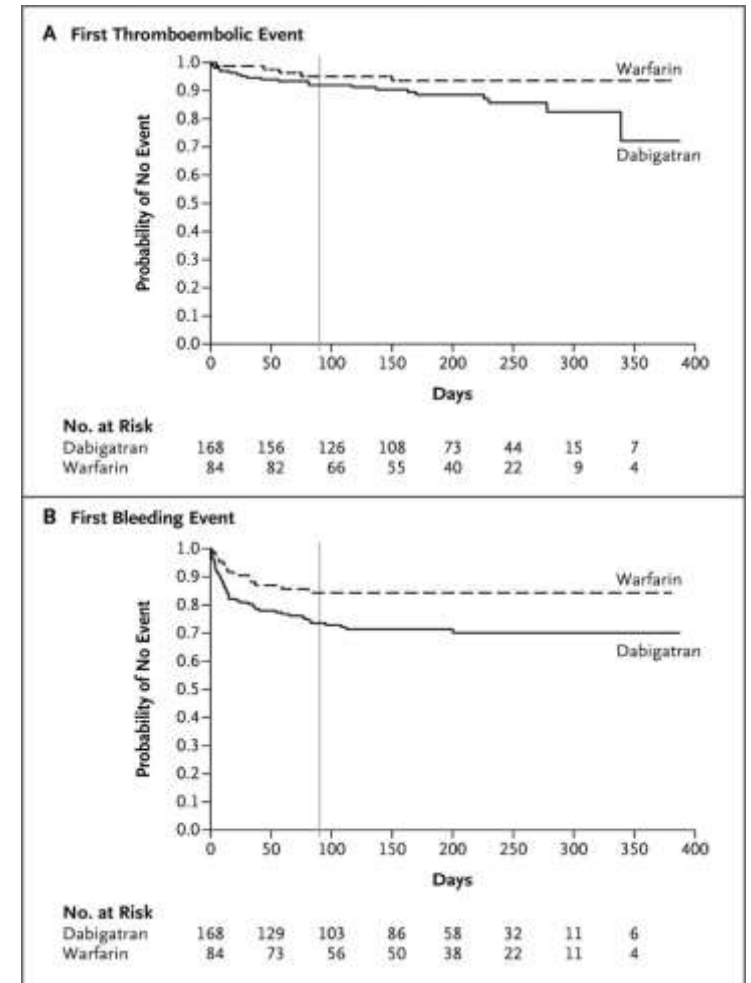 A First Thromboembolic Event
1.0
0.9
0.8
0.7
0.6
0.5
0.4
0.3
0.2
0.1
0.0
Probability of No Event
Warfarin
Dabigatran
0 50 100 150 200 250 300 350 400
Days
No. at Risk
Dabigatran 168 156 126 108 73 44 15 7
Warfarin 84 82 66 55 40 22 9 4
B First Bleeding Event
1.0
0.9
0.8
0.7
0.6
0.5
0.4
0.3
0.2
0.1
0.0
Probability of No Event
Warfarin
Dabigatran
0 50 100 150 200 250 300 350 400
Days
No. at Risk
Dabigatran 168 129 103 86 58 32 11 6
Warfarin 84 73 56 50 38 22 11 4